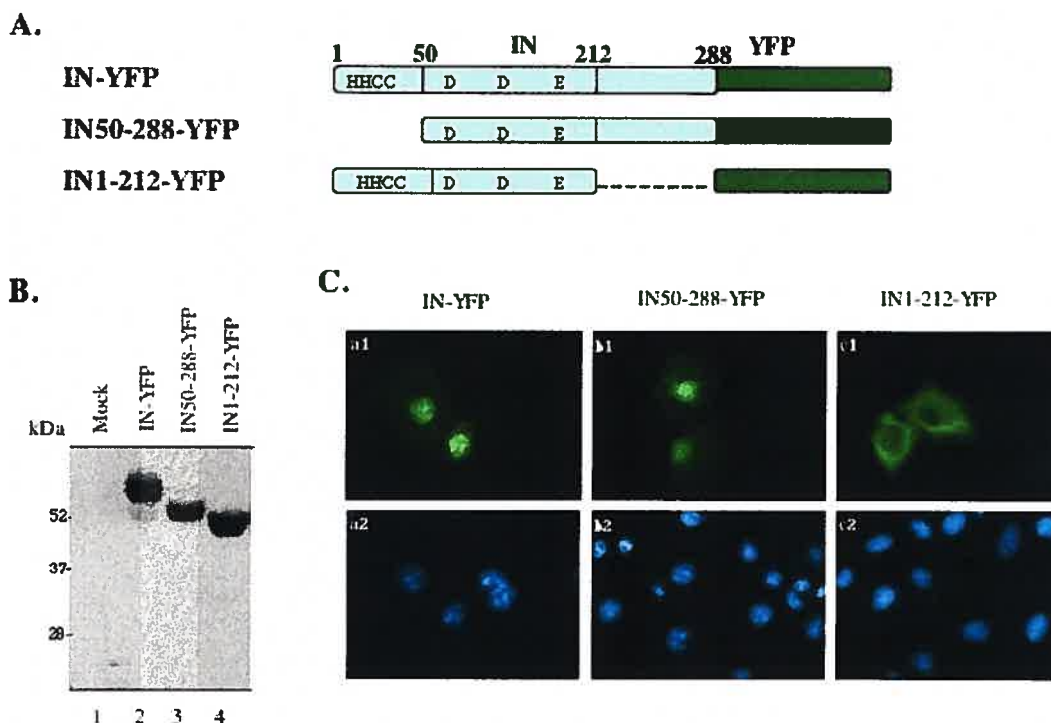 A.
1 50 IN 212 288 YFP
IN-YFP HHCC D D E
IN50-288-YFP D D E
IN1-212-YFP HHCC D D E
B.
Mock
IN-YFP
IN50-288-YFP
IN1-212-YFP
kDa
52-
37-
28-
1 2 3 4
C.
IN-YFP IN50-288-YFP IN1-212-YFP
a1 b1 c1
a2 b2 c2